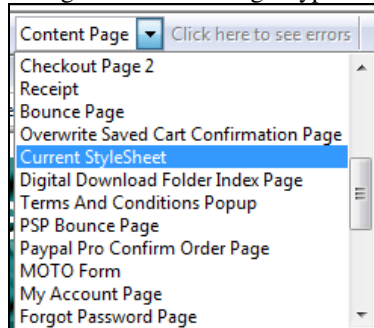 Content Page Click here to see errors
Checkout Page 2
Receipt
Bounce Page
Overwrite Saved Cart Confirmation Page
Current StyleSheet
Digital Download Folder Index Page
Terms And Conditions Popup
PSP Bounce Page
Paypal Pro Confirm Order Page
MOTO Form
My Account Page
Forgot Password Page